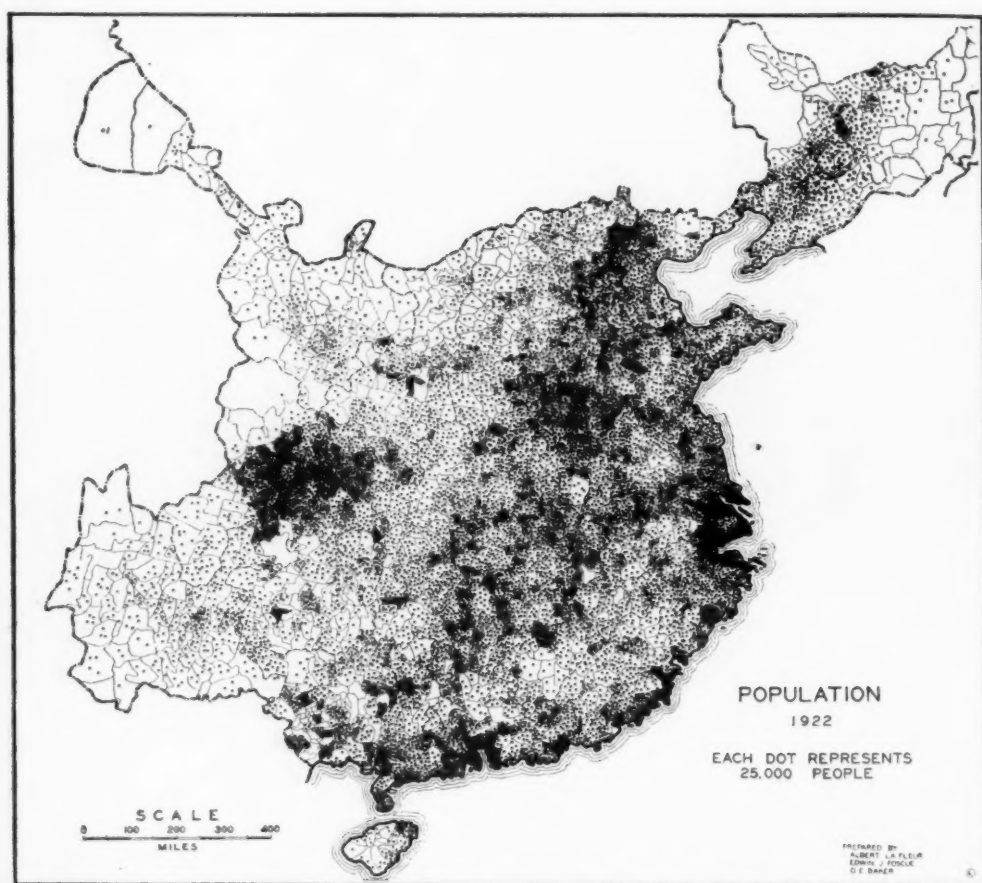 POPULATION
1922
EACH DOT REPRESENTS
25,000 PEOPLE
SCALE
0 100 200 300 400
MILES
PREPARED BY
ALBERT LA FLEUR
EDWIN J. FOSCUE
O. E. BAKER